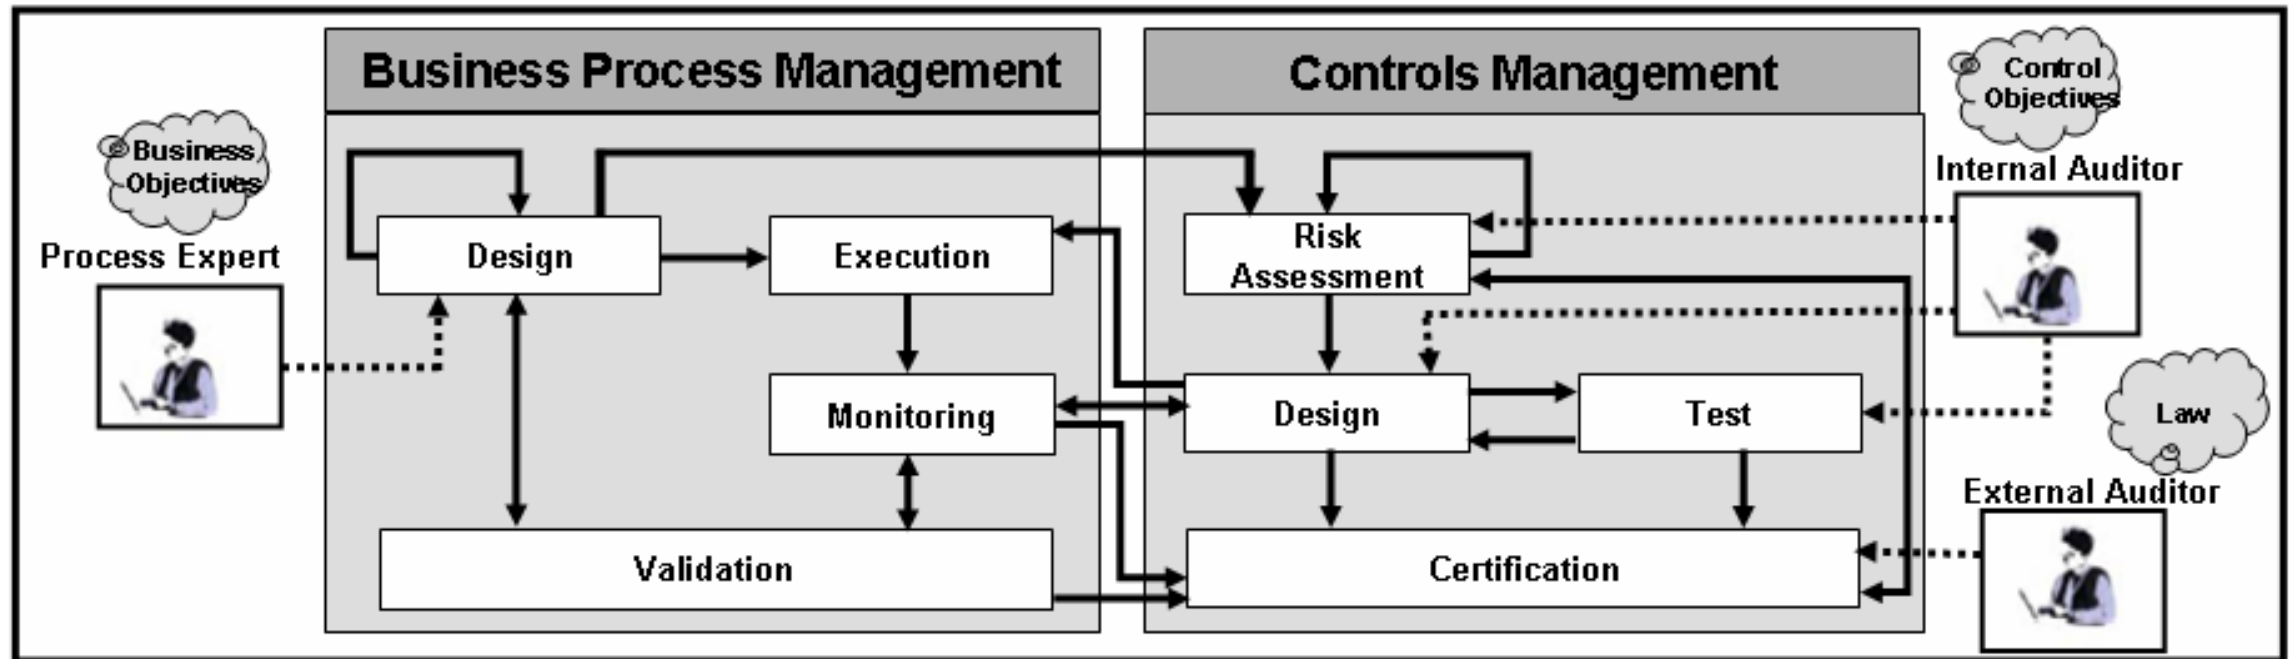 Business Process Management
Controls Management
Control
Objectives
Internal Auditor
Business
Objectives
Process Expert
Design
Execution
Risk
Assessment
Monitoring
Design
Test
Law
External Auditor
Validation
Certification